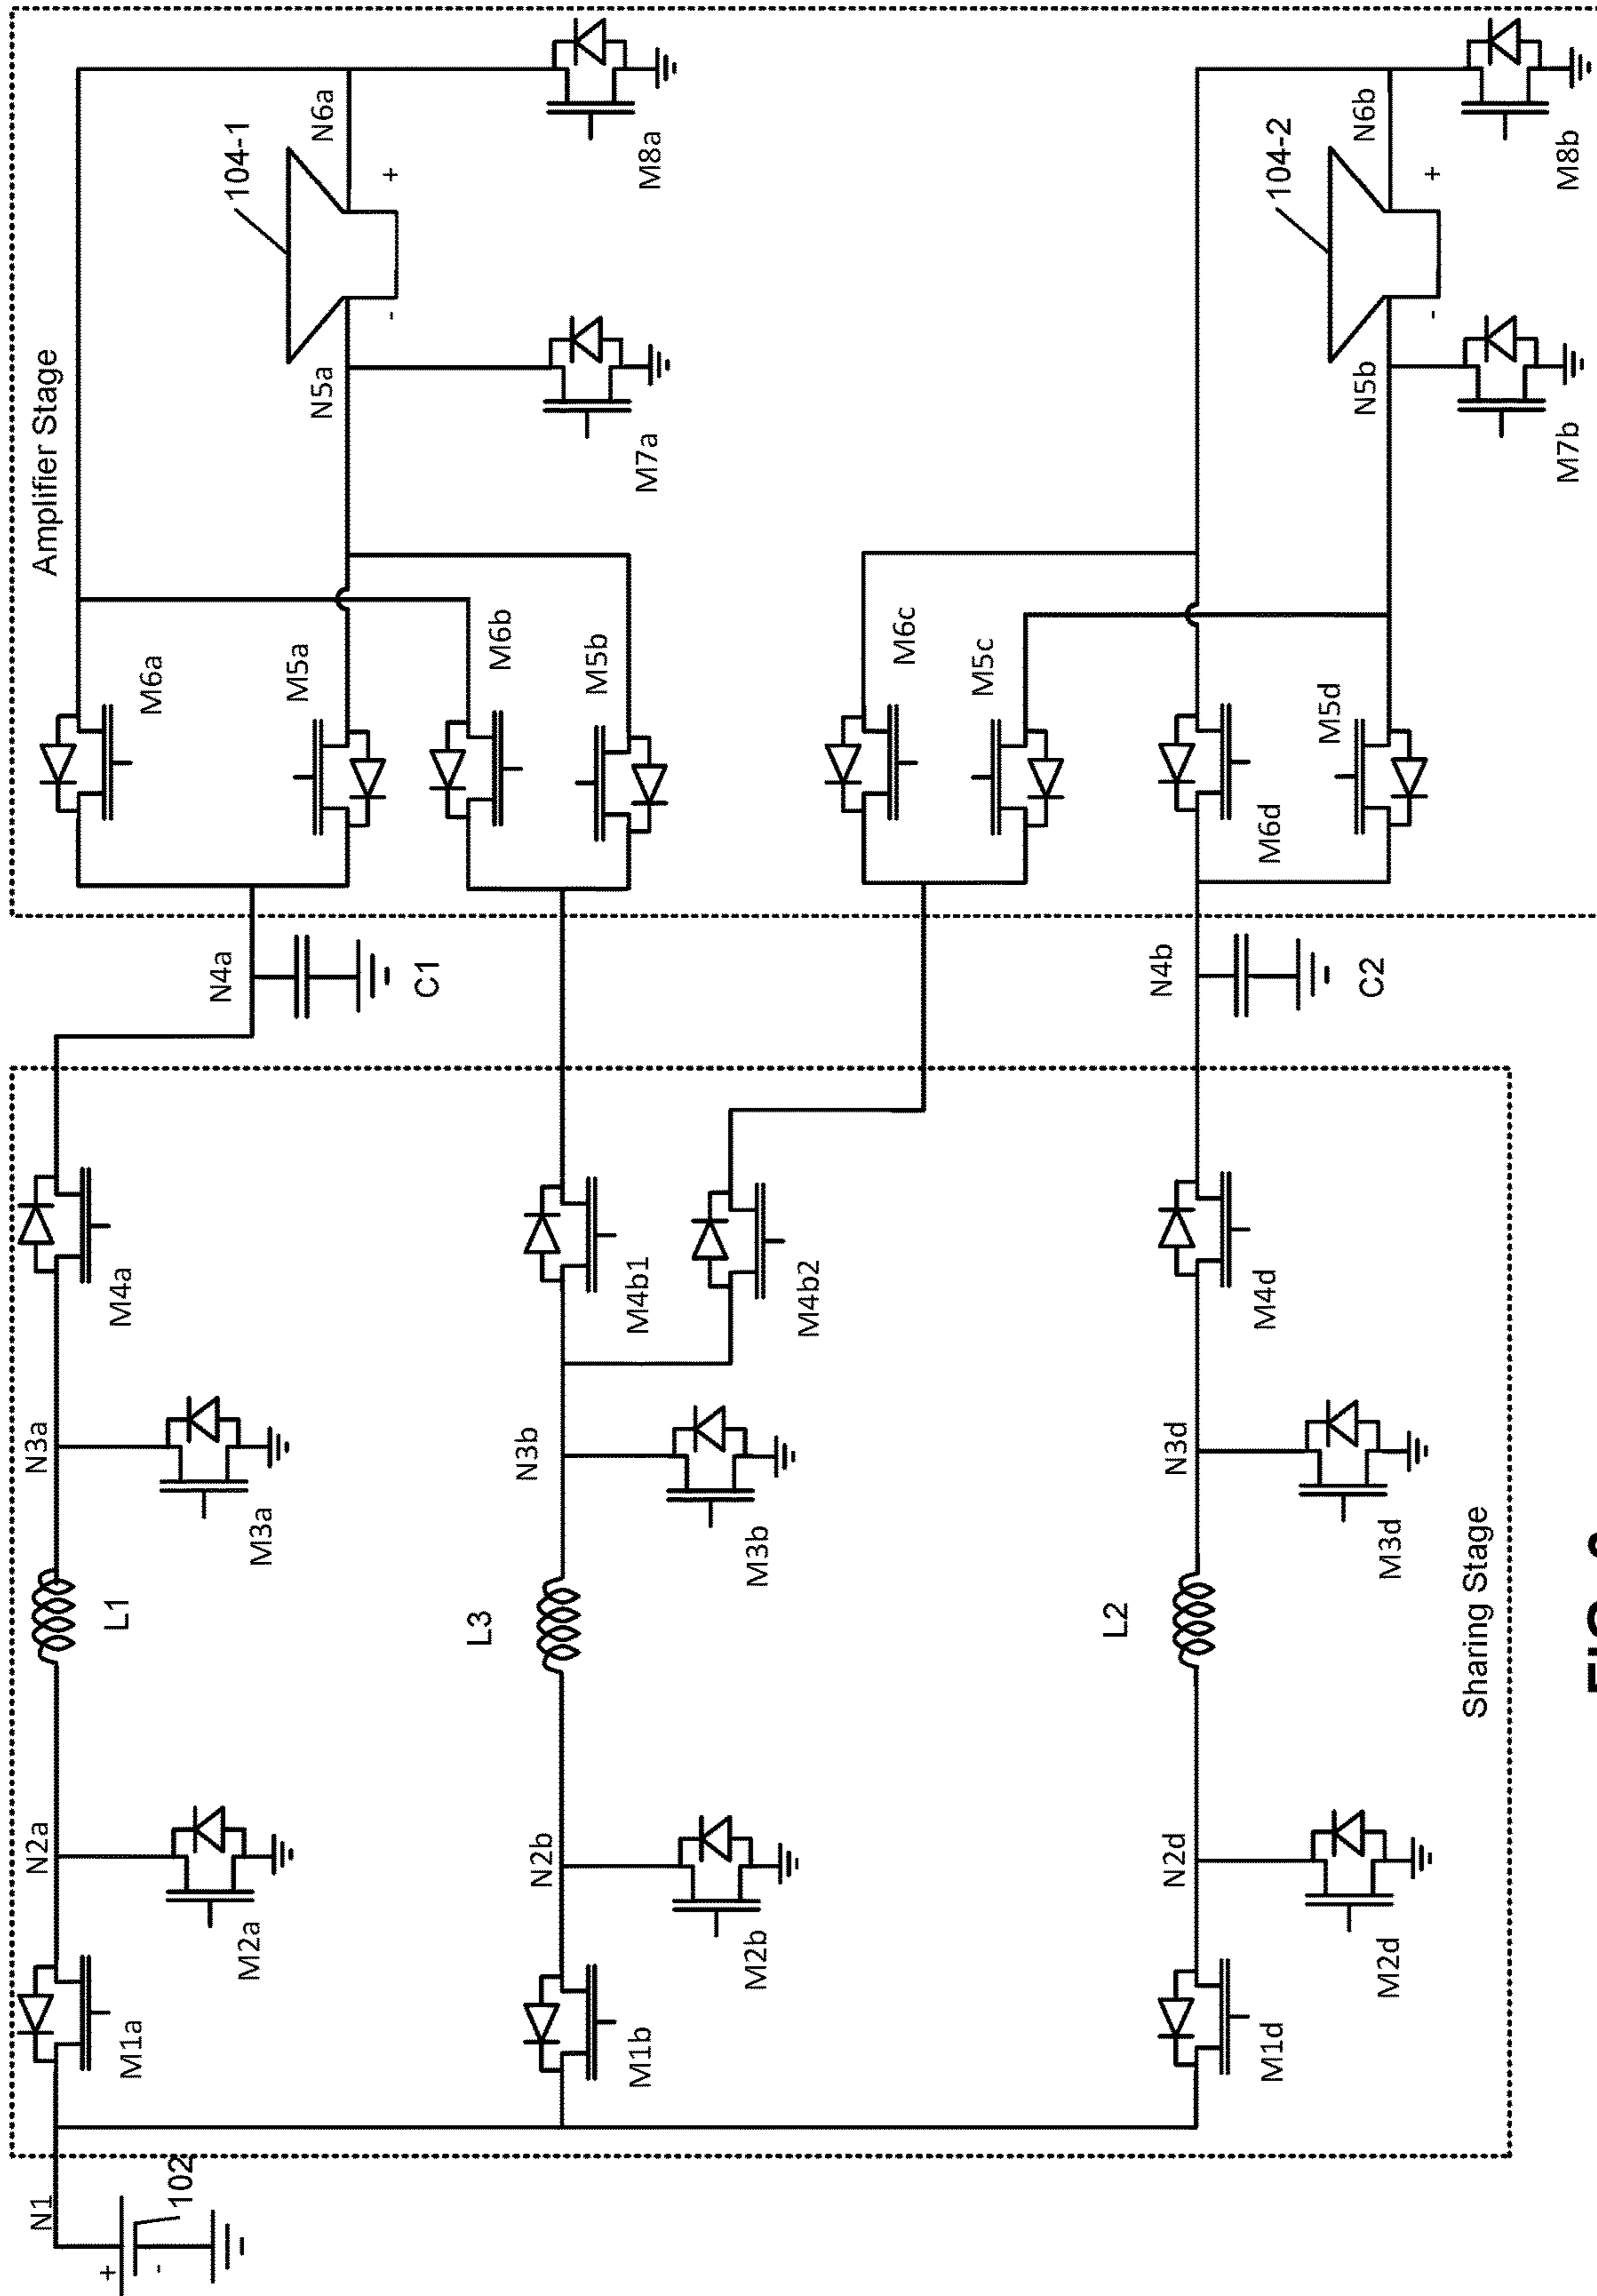 Amplifier Stage
N6a
104-1
M8a
N5a
M7a
M6a
M5a
M6b
M5b
N6b
104-2
M8b
N5b
M7b
M6c
M5c
M6d
M5d
N4a
C1
N4b
C2
M4a
N3a
M3a
L1
N2a
M2a
M1a
M4b1
M4b2
N3b
M3b
L3
N2b
M2b
M1b
M4d
N3d
M3d
L2
N2d
M2d
M1d
Sharing Stage
N1
102
+
-
+
-
+
-